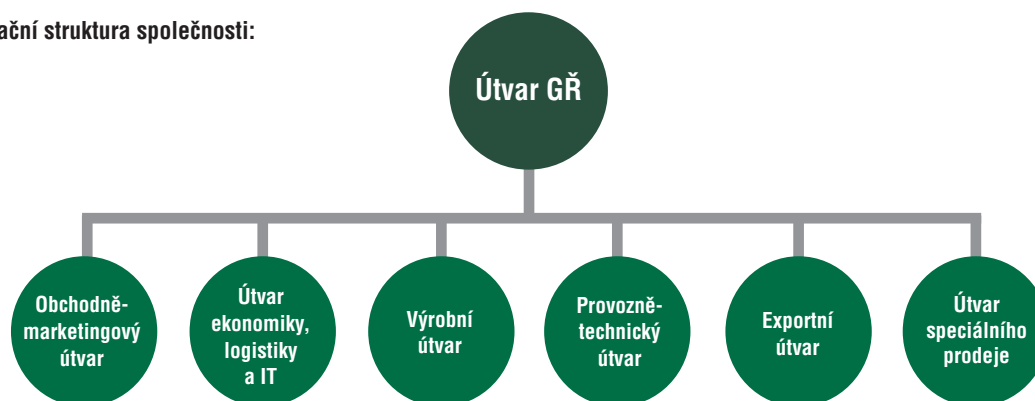 ační struktura společnosti:
Útvar GŘ
Obchodně-
marketingový
útvar
Útvar
ekonomiky,
logistiky
a IT
Výrobní
útvar
Provozně-
technický
útvar
Exportní
útvar
Útvar
speciálního
prodeje